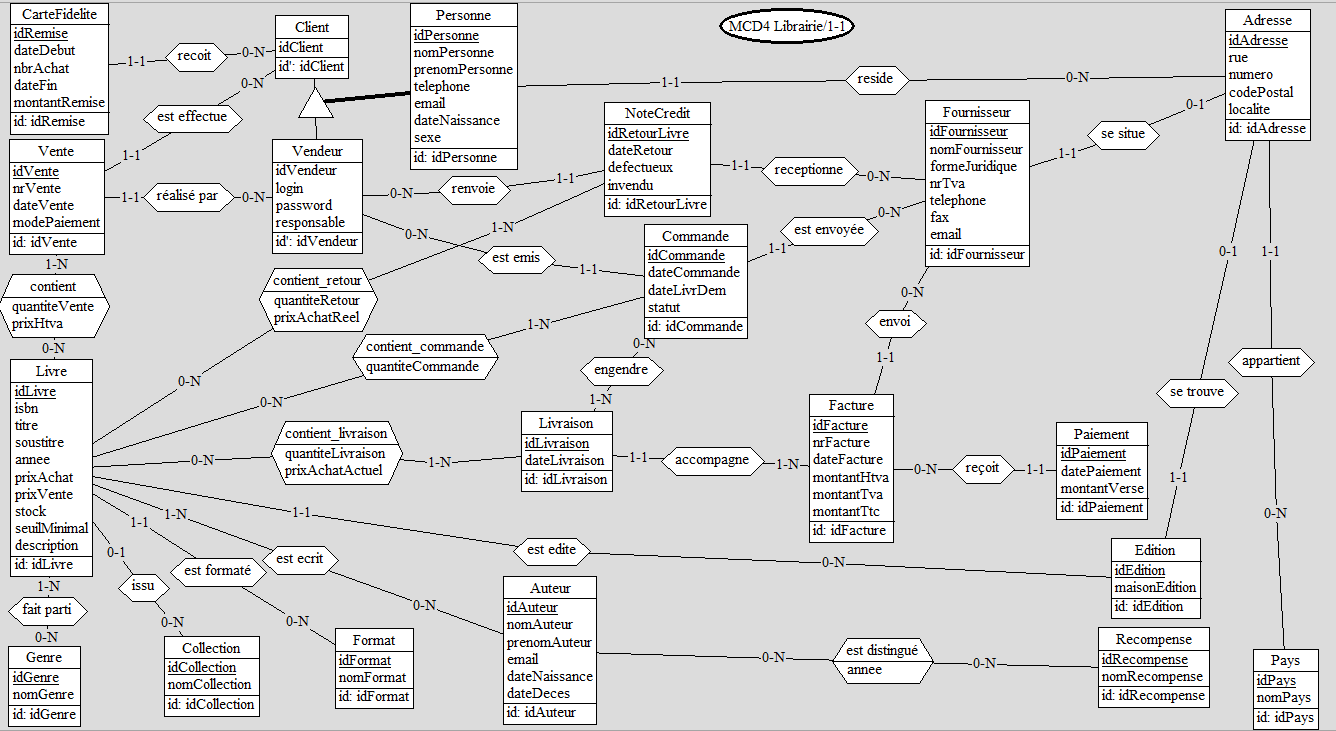 MCD4 Librairie/1-1
CarteFidelite
idRemise
dateDebut
nbrAchat
dateFin
montantRemise
id: idRemise
1-1
recoit
0-N
Client
idClient
id': idClient
0-N
est effectue
1-1
Personne
idPersonne
nomPersonne
prenomPersonne
telephone
email
dateNaissance
sexe
id: idPersonne
1-1
reside
0-N
Adresse
idAdresse
rue
numero
codePostal
localite
id: idAdresse
0-1
se situe
1-1
Vente
idVente
nrVente
dateVente
modePaiement
id: idVente
1-1
réalisé par
0-N
Vendeur
idVendeur
login
password
responsable
id': idVendeur
0-N
renvoie
1-1
NoteCredit
idRetourLivre
dateRetour
defectueux
invendu
id: idRetourLivre
1-1
receptionne
0-N
Fournisseur
idFournisseur
nomFournisseur
formeJuridique
nrTva
telephone
fax
email
id: idFournisseur
0-N
est envoyée
1-1
0-N
est emis
1-1
Commande
idCommande
dateCommande
dateLivrDem
statut
id: idCommande
1-N
contient_retour
quantiteRetour
prixAchatReel
0-N
1-N
contient
quantiteVente
prixHtva
0-N
1-N
contient_commande
quantiteCommande
0-N
0-N
engendre
1-N
0-N
envoi
1-1
0-1
se trouve
1-1
1-1
appartient
0-N
Livre
idLivre
isbn
titre
soustitre
annee
prixAchat
prixVente
stock
seuilMinimal
description
id: idLivre
0-N
contient_livraison
quantiteLivraison
prixAchatActuel
1-N
Livraison
idLivraison
dateLivraison
id: idLivraison
1-1
accompagne
1-N
Facture
idFacture
nrFacture
dateFacture
montantHtva
montantTva
montantTtc
id: idFacture
0-N
reçoit
1-1
Paiement
idPaiement
datePaiement
montantVerse
id: idPaiement
1-1
est edite
0-N
Edition
idEdition
maisonEdition
id: idEdition
1-N
est ecrit
0-N
1-1
est formaté
0-N
0-1
issu
0-N
1-N
fait parti
0-N
Genre
idGenre
nomGenre
id: idGenre
Collection
idCollection
nomCollection
id: idCollection
Format
idFormat
nomFormat
id: idFormat
Auteur
idAuteur
nomAuteur
prenomAuteur
email
dateNaissance
dateDeces
id: idAuteur
0-N
est distingué
annee
0-N
Recompense
idRecompense
nomRecompense
id: idRecompense
Pays
idPays
nomPays
id: idPays